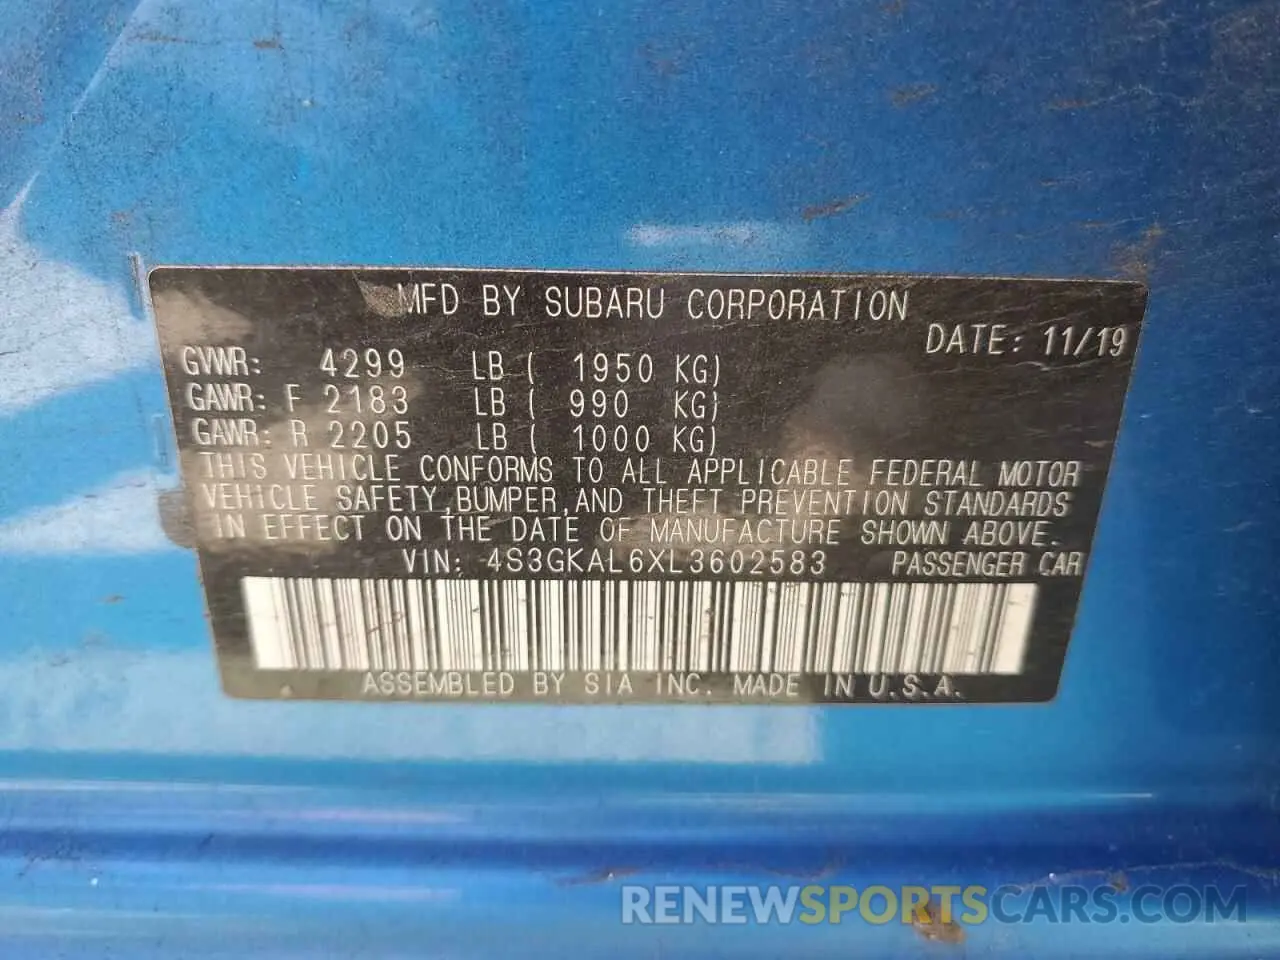 MFD BY SUBARU CORPORATION
DATE: 11/19
GVWR: 4299 LB ( 1950 KG)
GAWR: F 2183 LB ( 990 KG)
GAWR: R 2205 LB ( 1000 KG)
THIS VEHICLE CONFORMS TO ALL APPLICABLE FEDERAL MOTOR
VEHICLE SAFETY,BUMPER,AND THEFT PREVENTION STANDARDS
IN EFFECT ON THE DATE OF MANUFACTURE SHOWN ABOVE.
VIN: 4S3GKAL6XL3602583 PASSENGER CAR
ASSEMBLED BY SIA INC. MADE IN U.S.A.
RENEWSPORTSCARS.COM